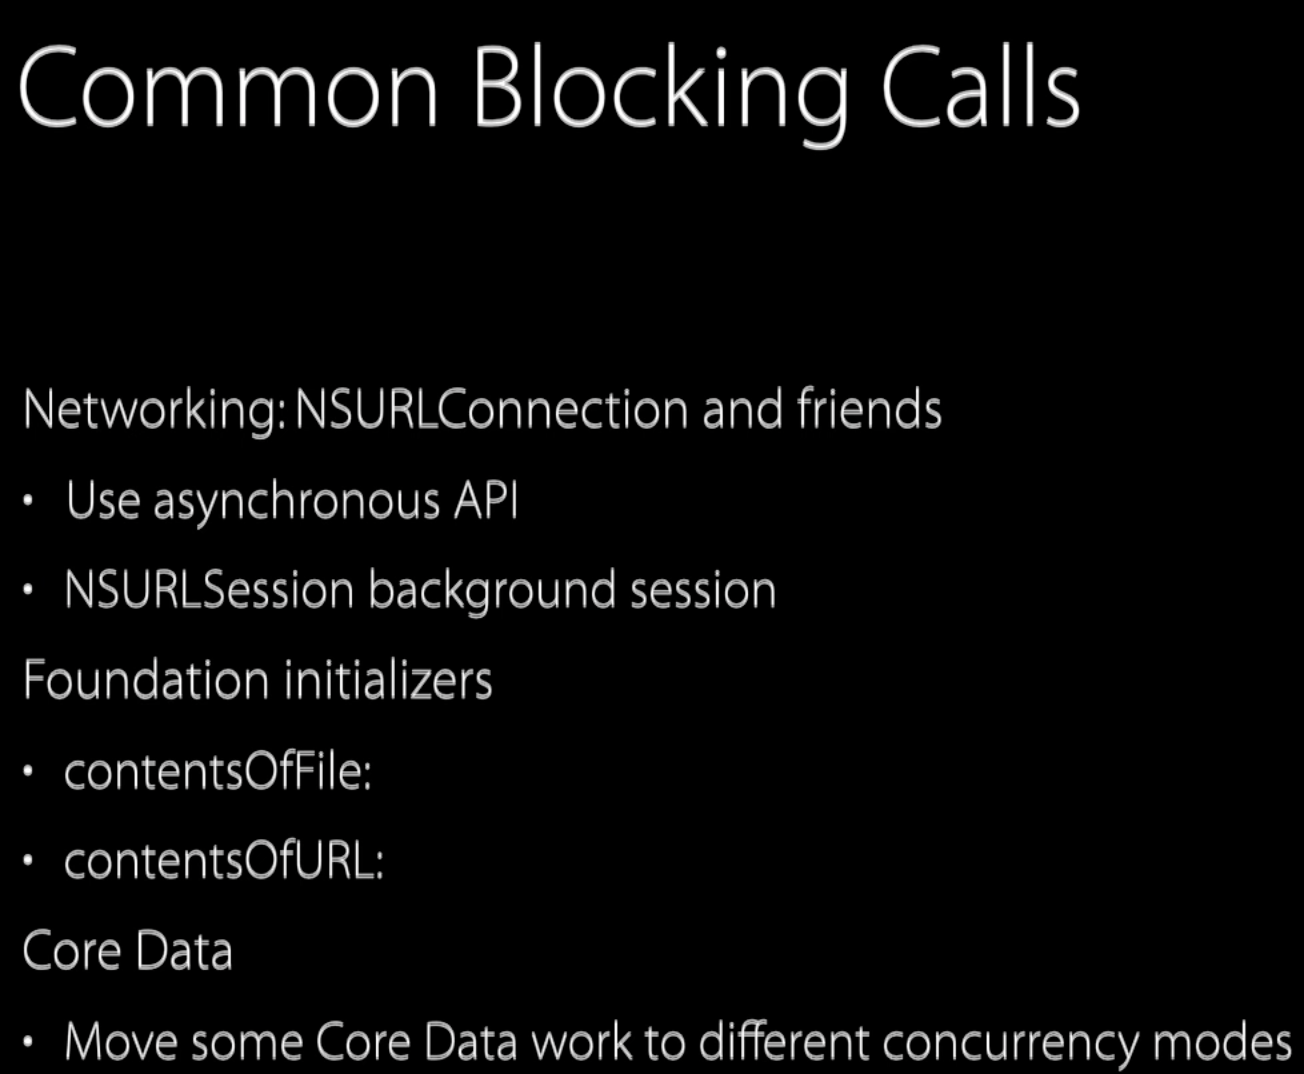 Common Blocking Calls
Networking: NSURLConnection and friends
• Use asynchronous API
• NSURLSession background session
Foundation initializers
• contentsOfFile:
• contentsOfURL:
Core Data
• Move some Core Data work to different concurrency modes